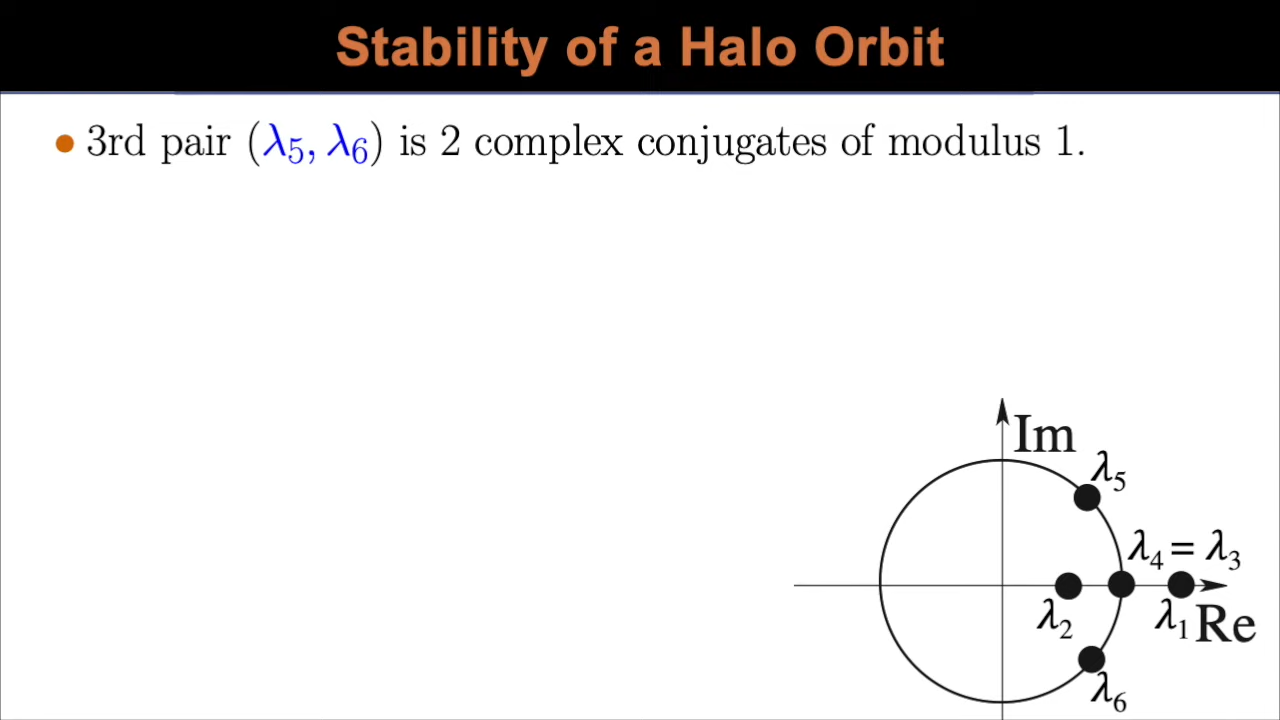 Stability of a Halo Orbit
• 3rd pair (λ₅, λ₆) is 2 complex conjugates of modulus 1.
Im
λ₅
λ₄ = λ₃
λ₂
λ₁
Re
λ₆